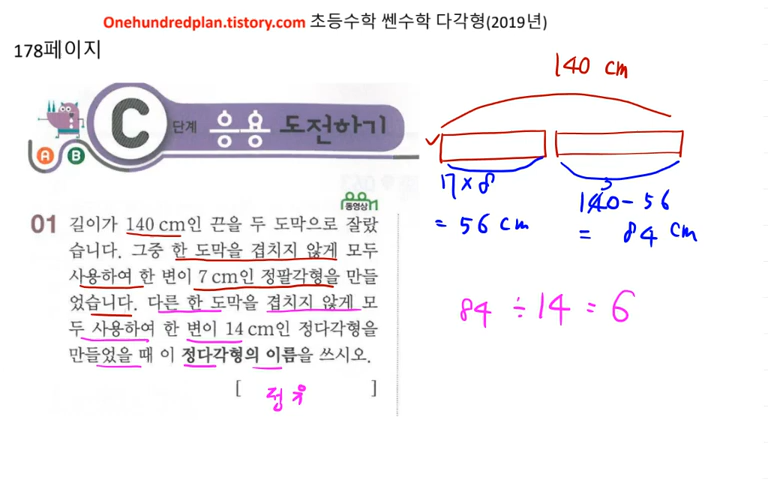 Onehundredplan.tistory.com 초등수학 쎈수학 다각형(2019년)
178페이지
140 cm
C 단계 응용 도전하기
A B
17 × 8
= 56 cm
140 - 56
= 84 cm
동영상
01 길이가 140 cm인 끈을 두 도막으로 잘랐
습니다. 그중 한 도막을 겹치지 않게 모두
사용하여 한 변이 7 cm인 정팔각형을 만들
었습니다. 다른 한 도막을 겹치지 않게 모
두 사용하여 한 변이 14 cm인 정다각형을
만들었을 때 이 정다각형의 이름을 쓰시오.
84 ÷ 14 = 6
[ 정 ]